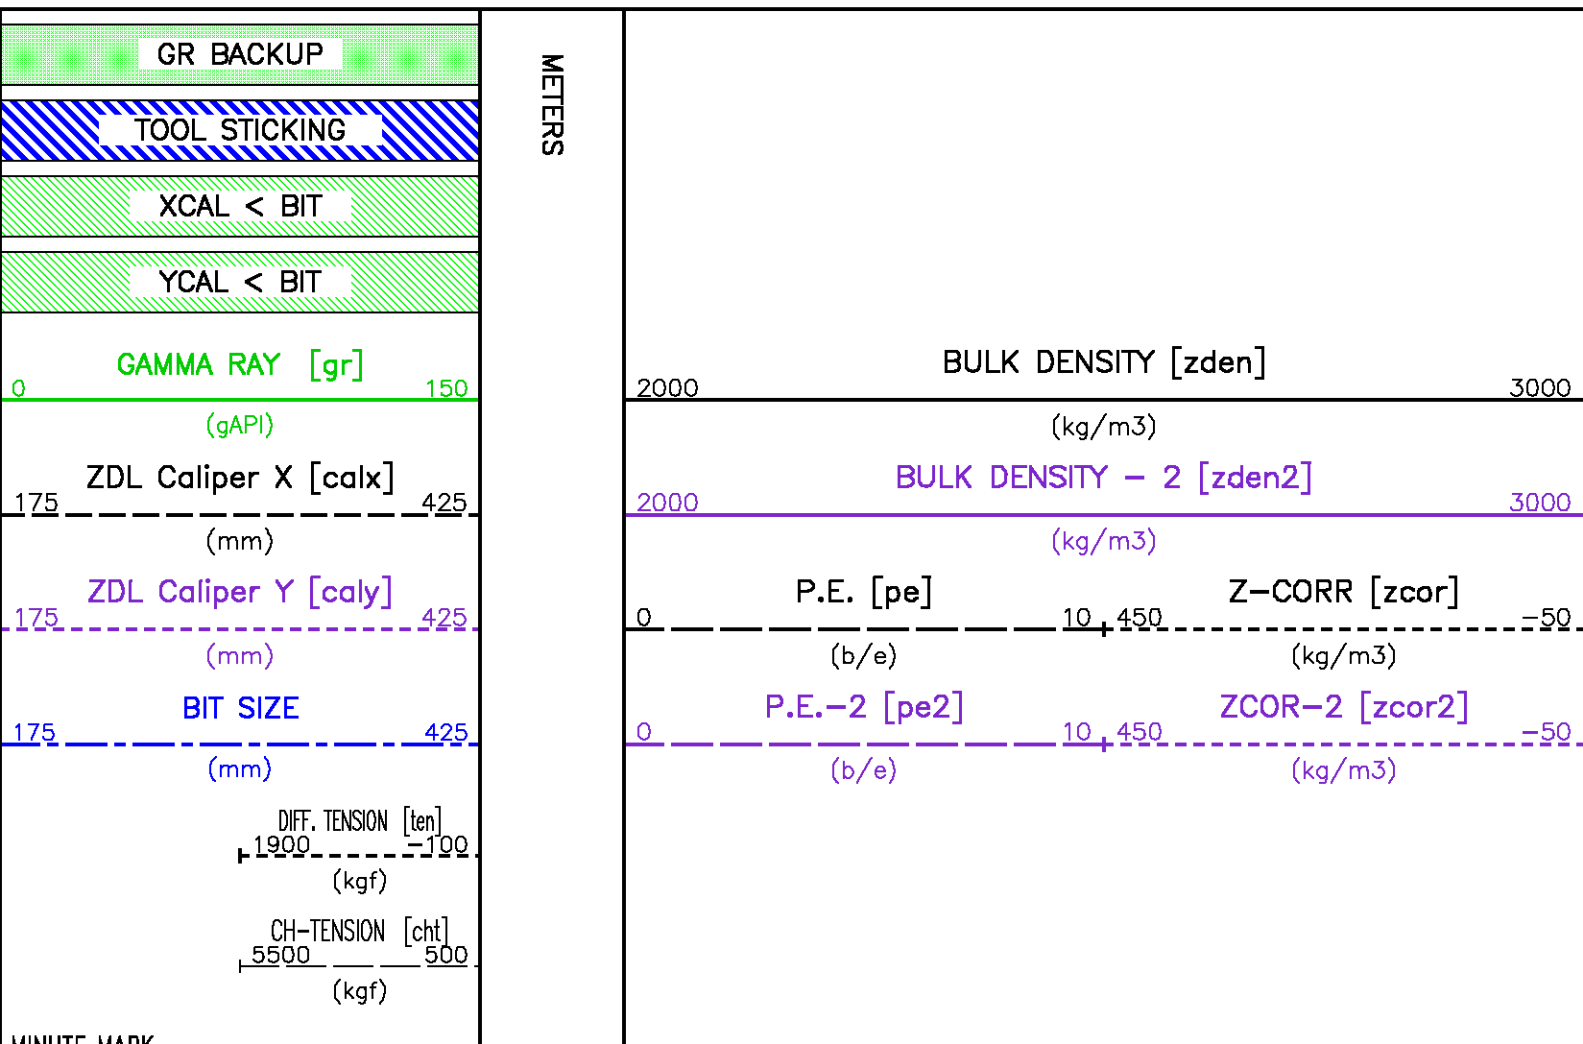 GR BACKUP
TOOL STICKING
XCAL < BIT
YCAL < BIT
GAMMA RAY [gr]
0 150
(gAPI)
ZDL Caliper X [calx]
175 425
(mm)
ZDL Caliper Y [caly]
175 425
(mm)
BIT SIZE
175 425
(mm)
DIFF. TENSION [ten]
1900 -100
(kgf)
CH-TENSION [cht]
5500 500
(kgf)
MINUTE MARK
METERS
BULK DENSITY [zden]
2000 3000
(kg/m3)
BULK DENSITY - 2 [zden2]
2000 3000
(kg/m3)
P.E. [pe] Z-CORR [zcor]
0 10 450 -50
(b/e) (kg/m3)
P.E.-2 [pe2] ZCOR-2 [zcor2]
0 10 450 -50
(b/e) (kg/m3)